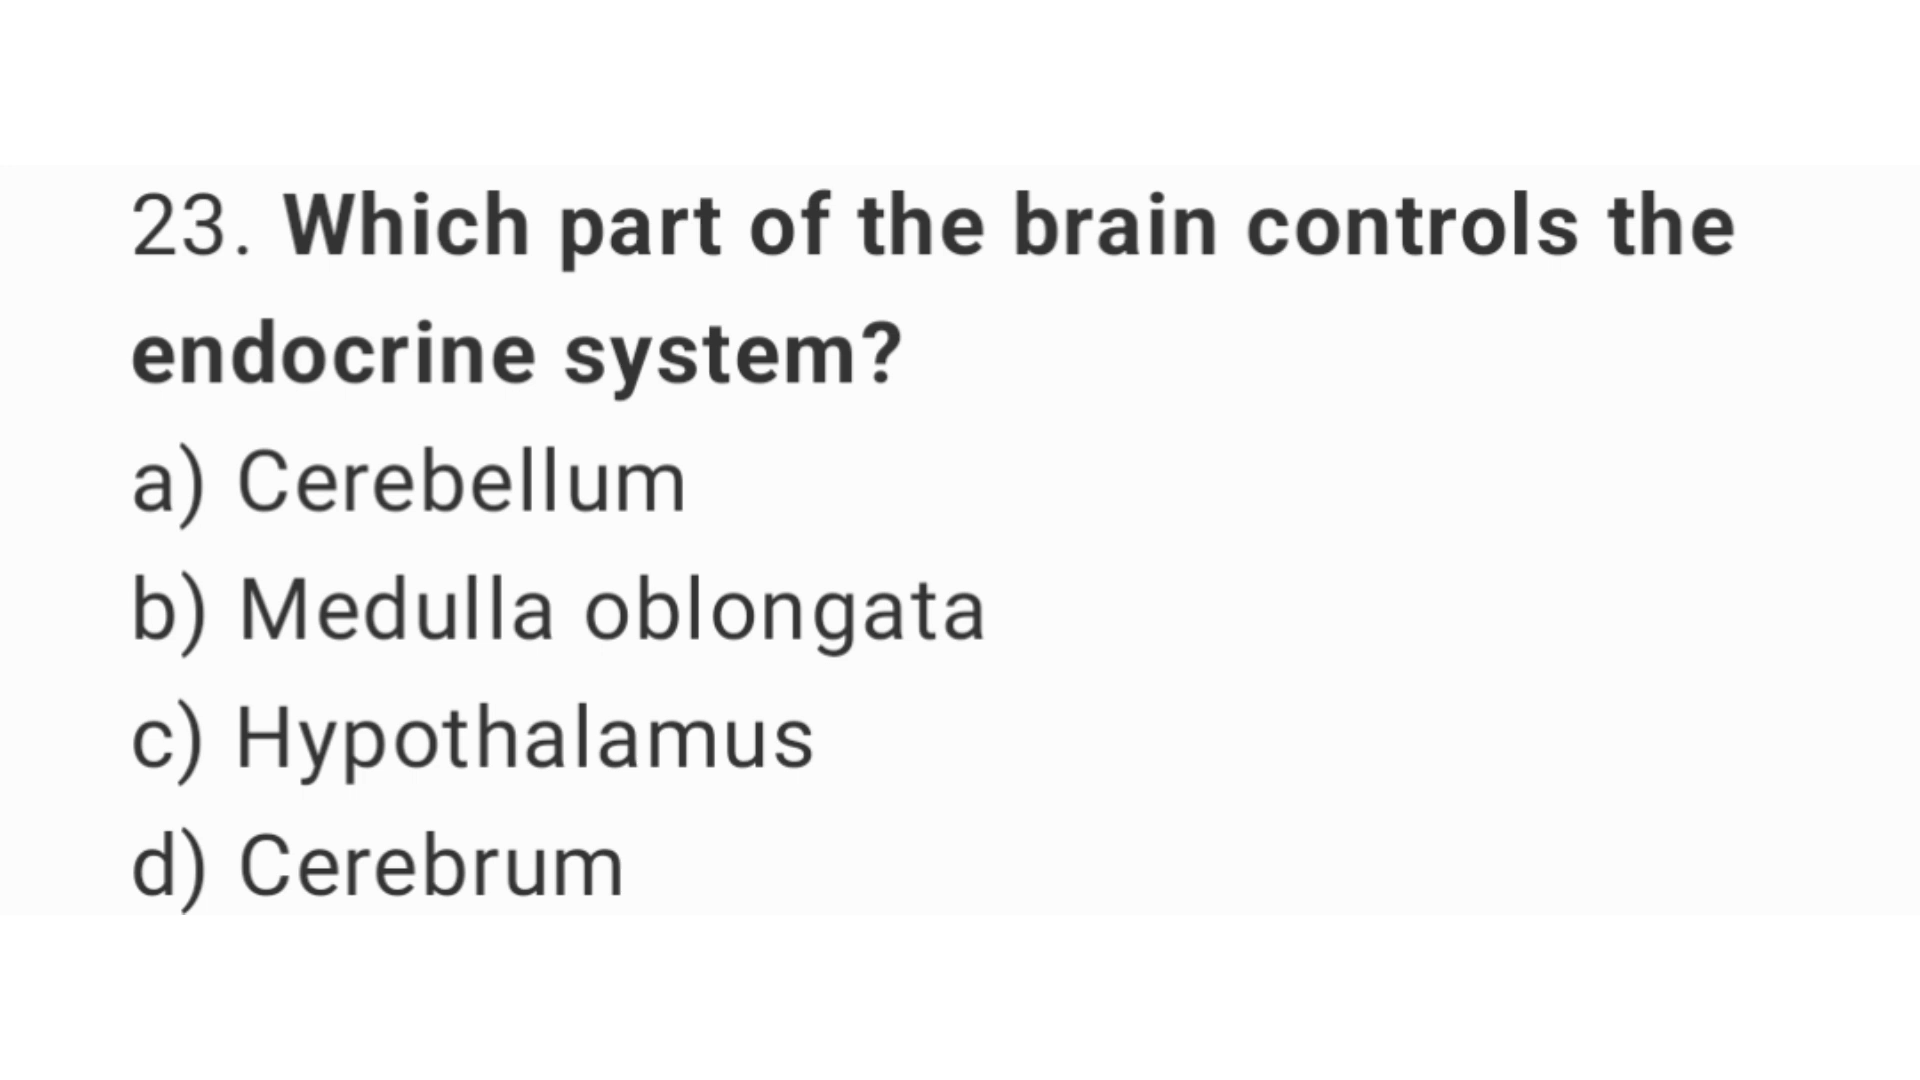 23. Which part of the brain controls the
endocrine system?
a) Cerebellum
b) Medulla oblongata
c) Hypothalamus
d) Cerebrum